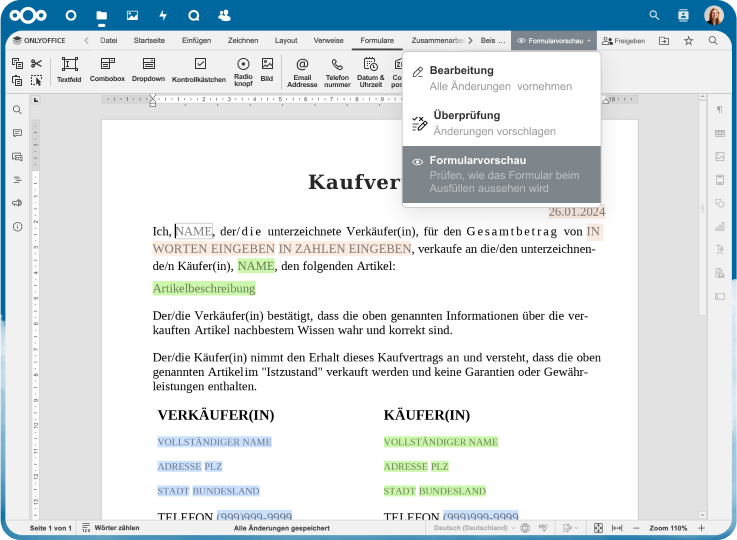 ONLYOFFICE
Datei Startseite Einfügen Zeichnen Layout Verweise Formulare Zusammenarbe Beis ... Formularvorschau Freigeben
Textfeld Combobox Dropdown Kontrollkästchen Radio knopf Bild Email Addresse Telefon nummer Datum & Uhrzeit
Bearbeitung
Alle Änderungen vornehmen
Überprüfung
Änderungen vorschlagen
Formularvorschau
Prüfen, wie das Formular beim
Ausfüllen aussehen wird
Kaufver
26.01.2024
Ich, NAME, der/die unterzeichnete Verkäufer(in), für den Gesamtbetrag von IN
WORTEN EINGEBEN IN ZAHLEN EINGEBEN, verkaufe an die/den unterzeichnen-
de/n Käufer(in), NAME, den folgenden Artikel:
Artikelbeschreibung
Der/die Verkäufer(in) bestätigt, dass die oben genannten Informationen über die ver-
kauften Artikel nachbestem Wissen wahr und korrekt sind.
Der/die Käufer(in) nimmt den Erhalt dieses Kaufvertrags an und versteht, dass die oben
genannten Artikelim "Istzustand" verkauft werden und keine Garantien oder Gewähr-
leistungen enthalten.
VERKÄUFER(IN) KÄUFER(IN)
VOLLSTÄNDIGER NAME VOLLSTÄNDIGER NAME
ADRESSE PLZ ADRESSE PLZ
STADT BUNDESLAND STADT BUNDESLAND
TELEFON (999)999-9999 TELEFON (999)999-9999
Seite 1 von 1 Wörter zählen Alle Änderungen gespeichert Deutsch (Deutschland) Zoom 110%